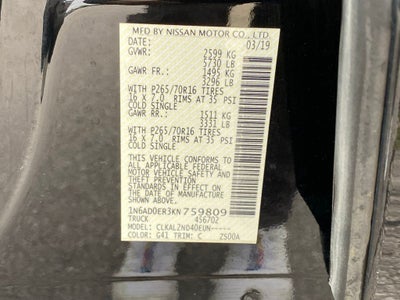 MFD BY NISSAN MOTOR CO., LTD.
DATE: 03/19
GVWR: 2599 KG
5730 LB
GAWR FR.: 1495 KG
3296 LB
WITH P265/70R16 TIRES
16 X 7.0 RIMS AT 35 PSI
COLD SINGLE
GAWR RR.: 1511 KG
3331 LB
WITH P265/70R16 TIRES
16 X 7.0 RIMS AT 35 PSI
COLD SINGLE
THIS VEHICLE CONFORMS TO
ALL APPLICABLE FEDERAL
MOTOR VEHICLE SAFETY
STANDARDS IN EFFECT ON
THE DATE OF MANUFACTURE
SHOWN ABOVE.
1N6AD0ER3KN759809
TRUCK 456702
MODEL: CLKALZND40EUN-----
COLOR: G41 TRIM: C ZS00A